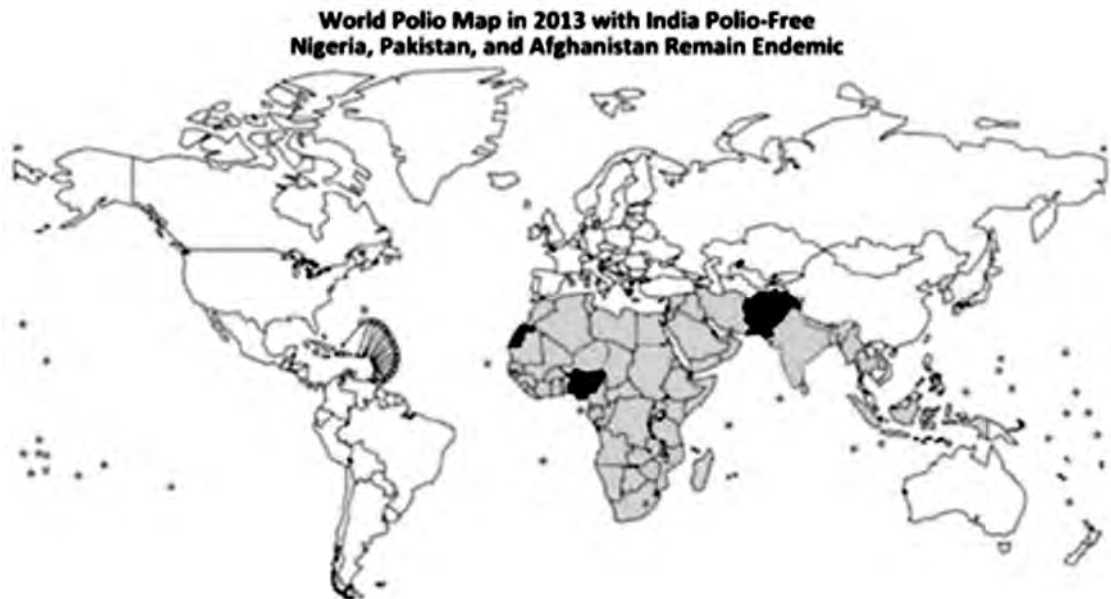 World Polio Map in 2013 with India Polio-Free
Nigeria, Pakistan, and Afghanistan Remain Endemic